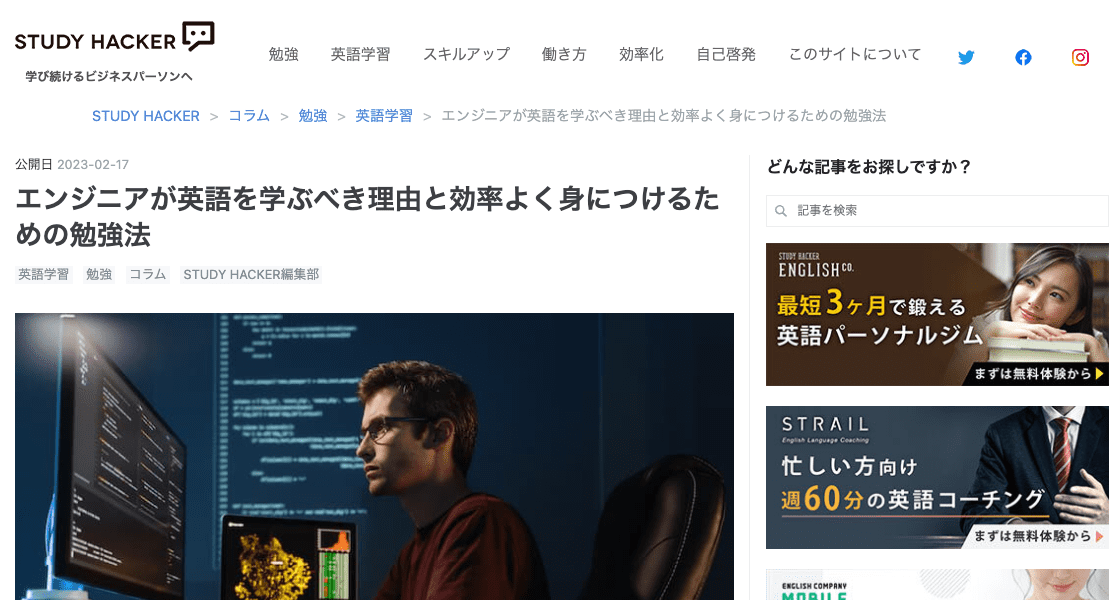 STUDY HACKER
学び続けるビジネスパーソンへ
勉強 英語学習 スキルアップ 働き方 効率化 自己啓発 このサイトについて
STUDY HACKER > コラム > 勉強 > 英語学習 > エンジニアが英語を学ぶべき理由と効率よく身につけるための勉強法
公開日 2023-02-17
エンジニアが英語を学ぶべき理由と効率よく身につけるた
めの勉強法
英語学習 勉強 コラム STUDY HACKER編集部
どんな記事をお探しですか？
記事を検索
STUDY HACKER
ENGLISH CO.
最短3ヶ月で鍛える
英語パーソナルジム
まずは無料体験から
STRAIL
English Language Coaching
忙しい方向け
週60分の英語コーチング
まずは無料体験から
ENGLISH COMPANY
MOBILE